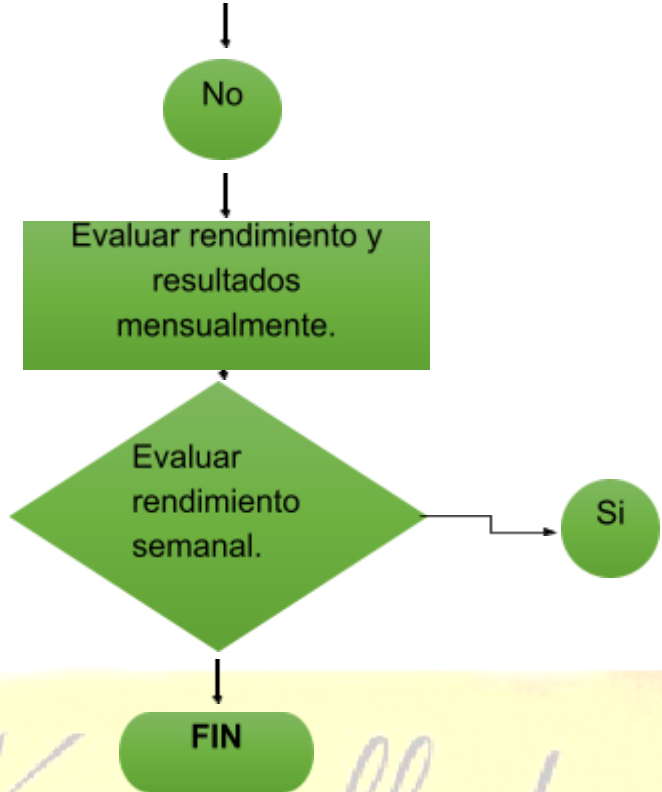 No
Evaluar rendimiento y
resultados
mensualmente.
Evaluar
rendimiento
semanal.
Si
FIN